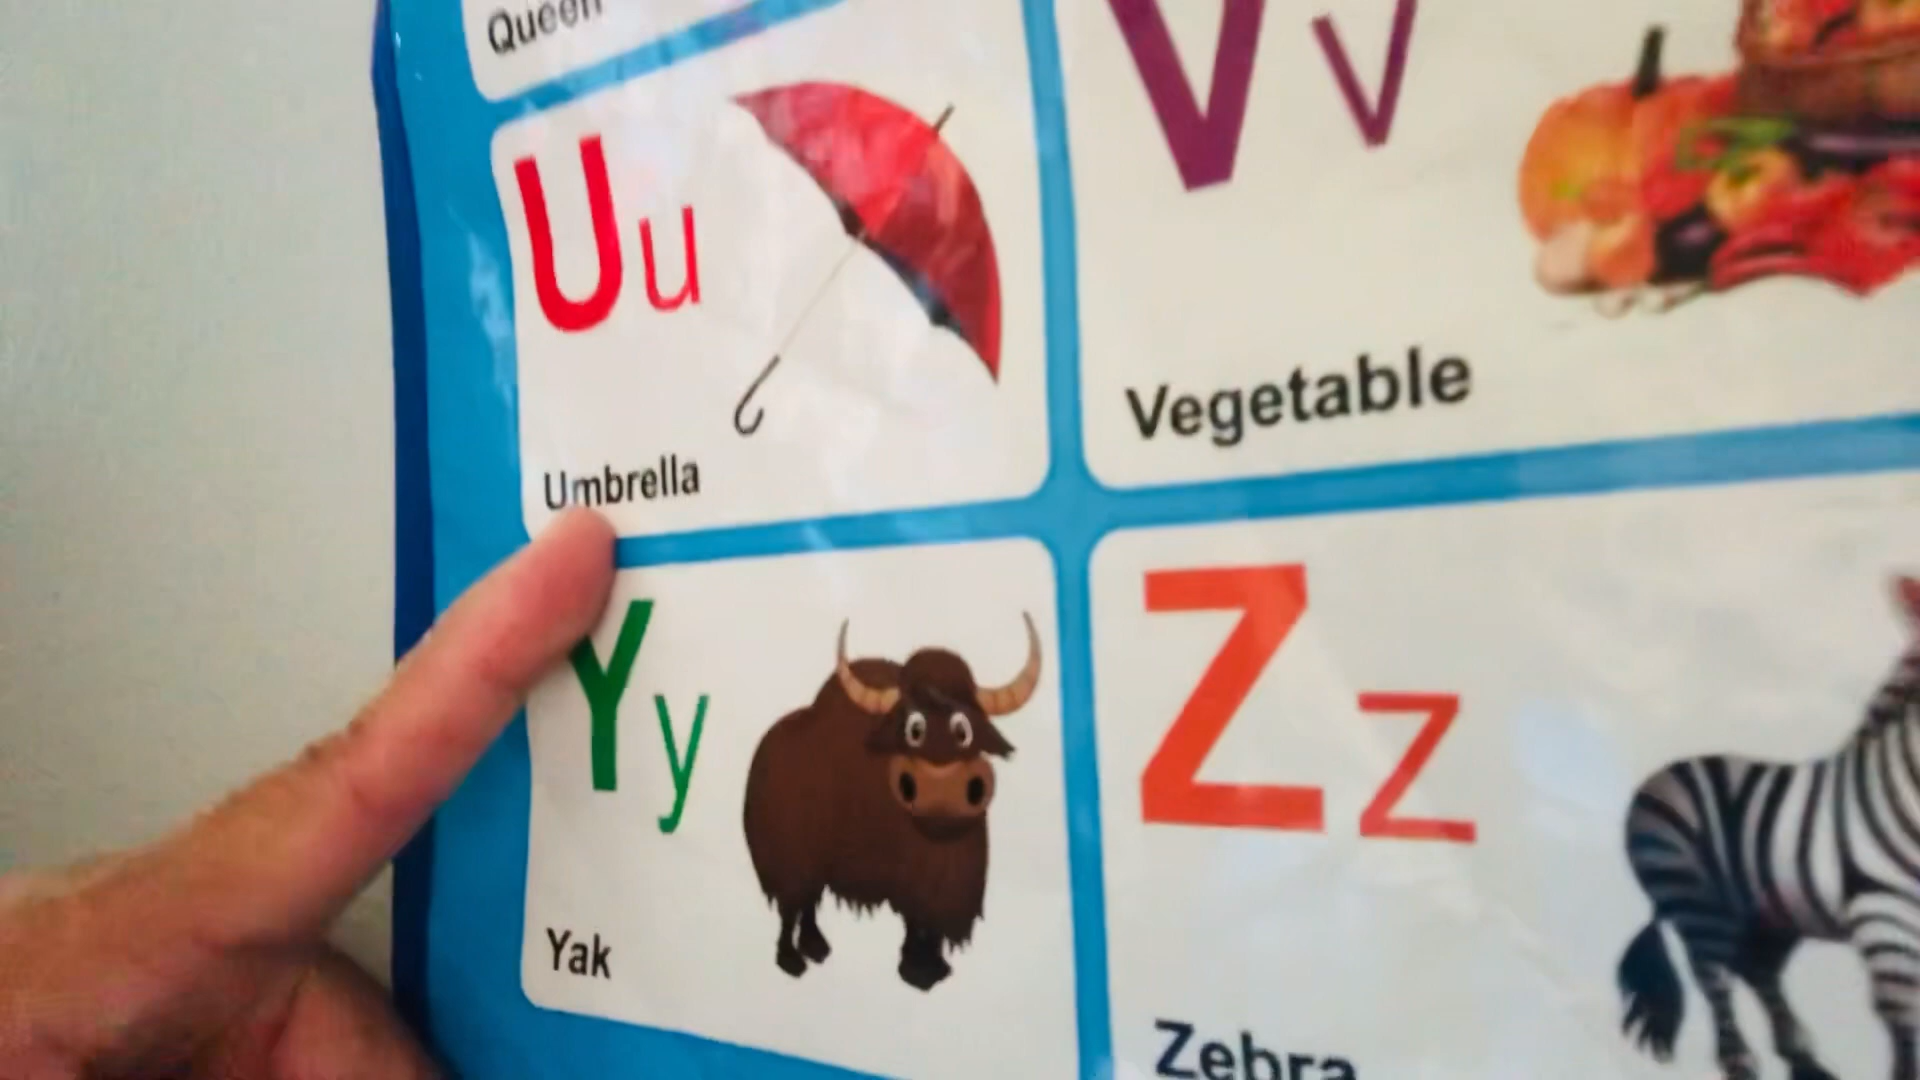 Queen
Uu
Umbrella
Vv
Vegetable
Yy
Yak
Zz
Zebra